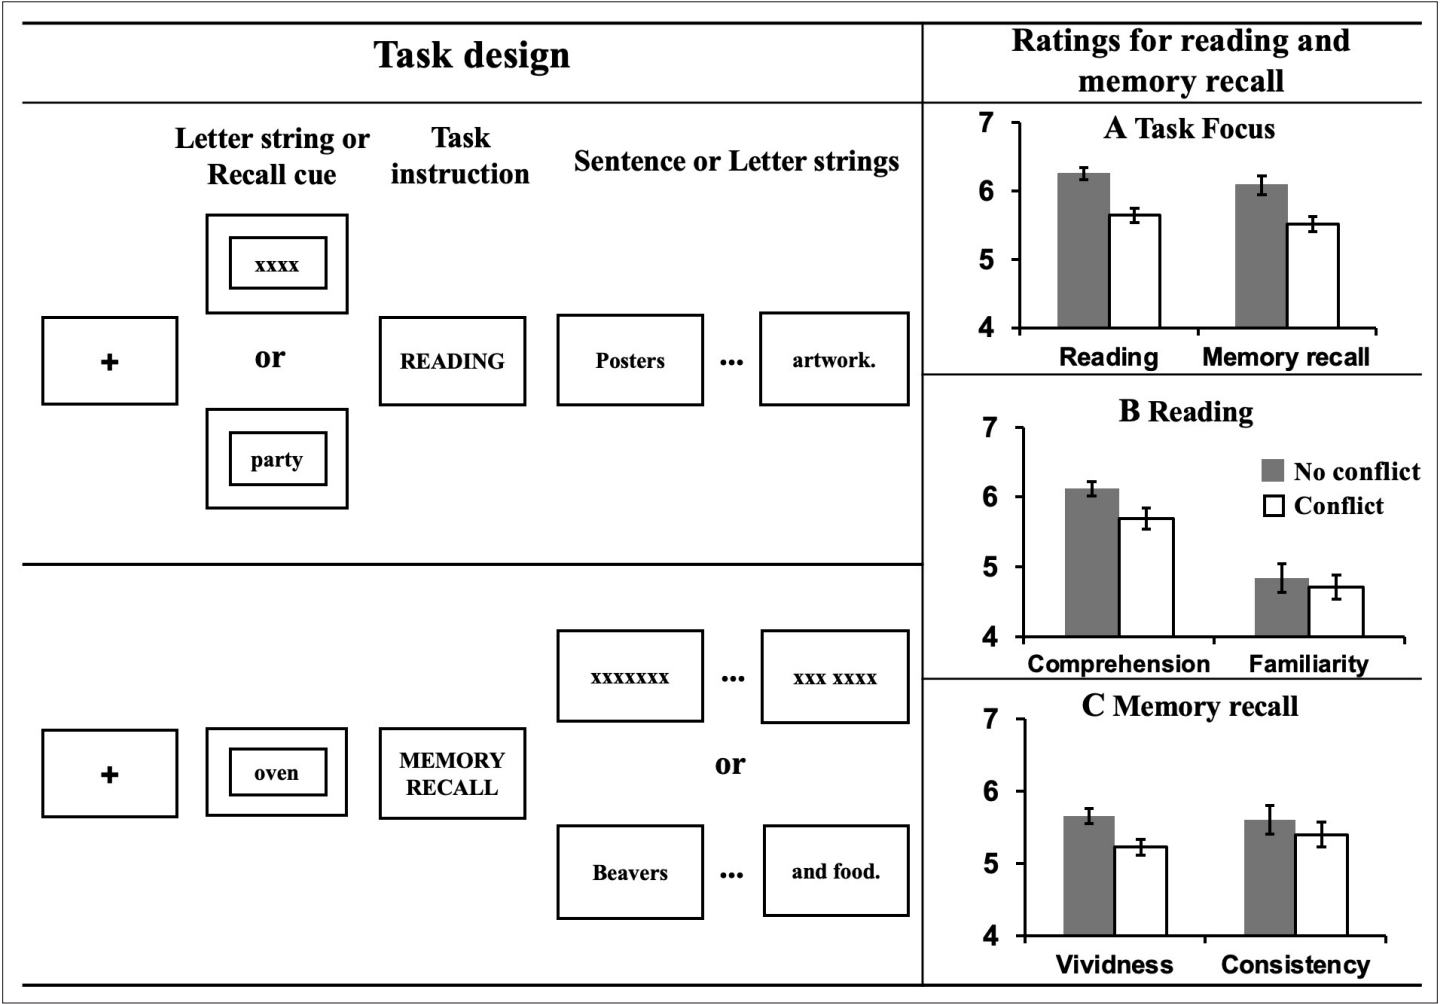 Task design
Letter string or
Recall cue
Task
instruction
Sentence or Letter strings
xxxx
+
or
READING
Posters
...
artwork.
party
xxxxxxx
...
xxx xxxx
+
oven
MEMORY
RECALL
or
Beavers
...
and food.
Ratings for reading and
memory recall
A Task Focus
7
6
5
4
Reading
Memory recall
B Reading
7
6
5
4
No conflict
Conflict
Comprehension
Familiarity
C Memory recall
7
6
5
4
Vividness
Consistency